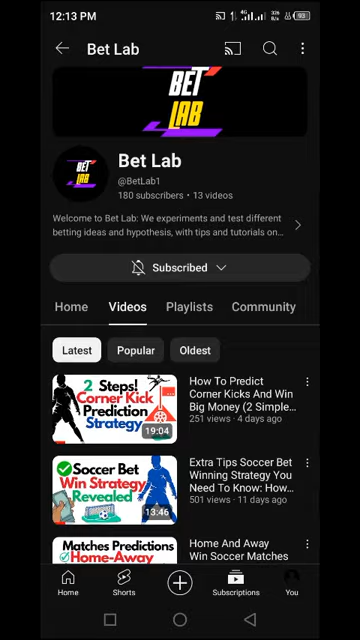 12:13 PM 4G 326 B/s 93
Bet Lab
BET
LAB
BET
LAB
Bet Lab
@BetLab1
180 subscribers • 13 videos
Welcome to Bet Lab: We experiments and test different
betting ideas and hypothesis, with tips and tutorials on...
Subscribed
Home Videos Playlists Community
Latest Popular Oldest
2 Steps!
Corner Kick
Prediction
Strategy
19:04
How To Predict
Corner Kicks And Win
Big Money (2 Simple...
251 views · 4 days ago
Soccer Bet
Win Strategy
Revealed
13:46
Extra Tips Soccer Bet
Winning Strategy You
Need To Know: How...
501 views · 11 days ago
Matches Predictions
Home-Away
Home And Away
Win Soccer Matches
Home Shorts Subscriptions You